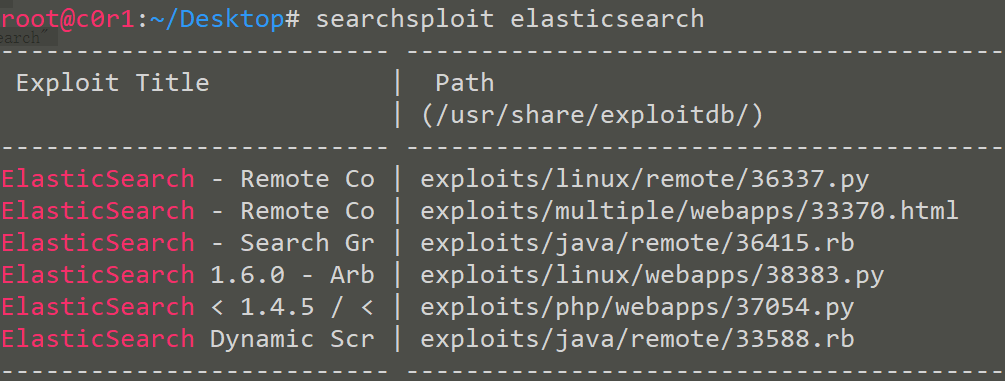 root@c0r1:~/Desktop# searchsploit elasticsearch
earch"
-------------------------- ----------------------------------------
Exploit Title | Path
| (/usr/share/exploitdb/)
-------------------------- ----------------------------------------
ElasticSearch - Remote Co | exploits/linux/remote/36337.py
ElasticSearch - Remote Co | exploits/multiple/webapps/33370.html
ElasticSearch - Search Gr | exploits/java/remote/36415.rb
ElasticSearch 1.6.0 - Arb | exploits/linux/webapps/38383.py
ElasticSearch < 1.4.5 / < | exploits/php/webapps/37054.py
ElasticSearch Dynamic Scr | exploits/java/remote/33588.rb
-------------------------- ----------------------------------------